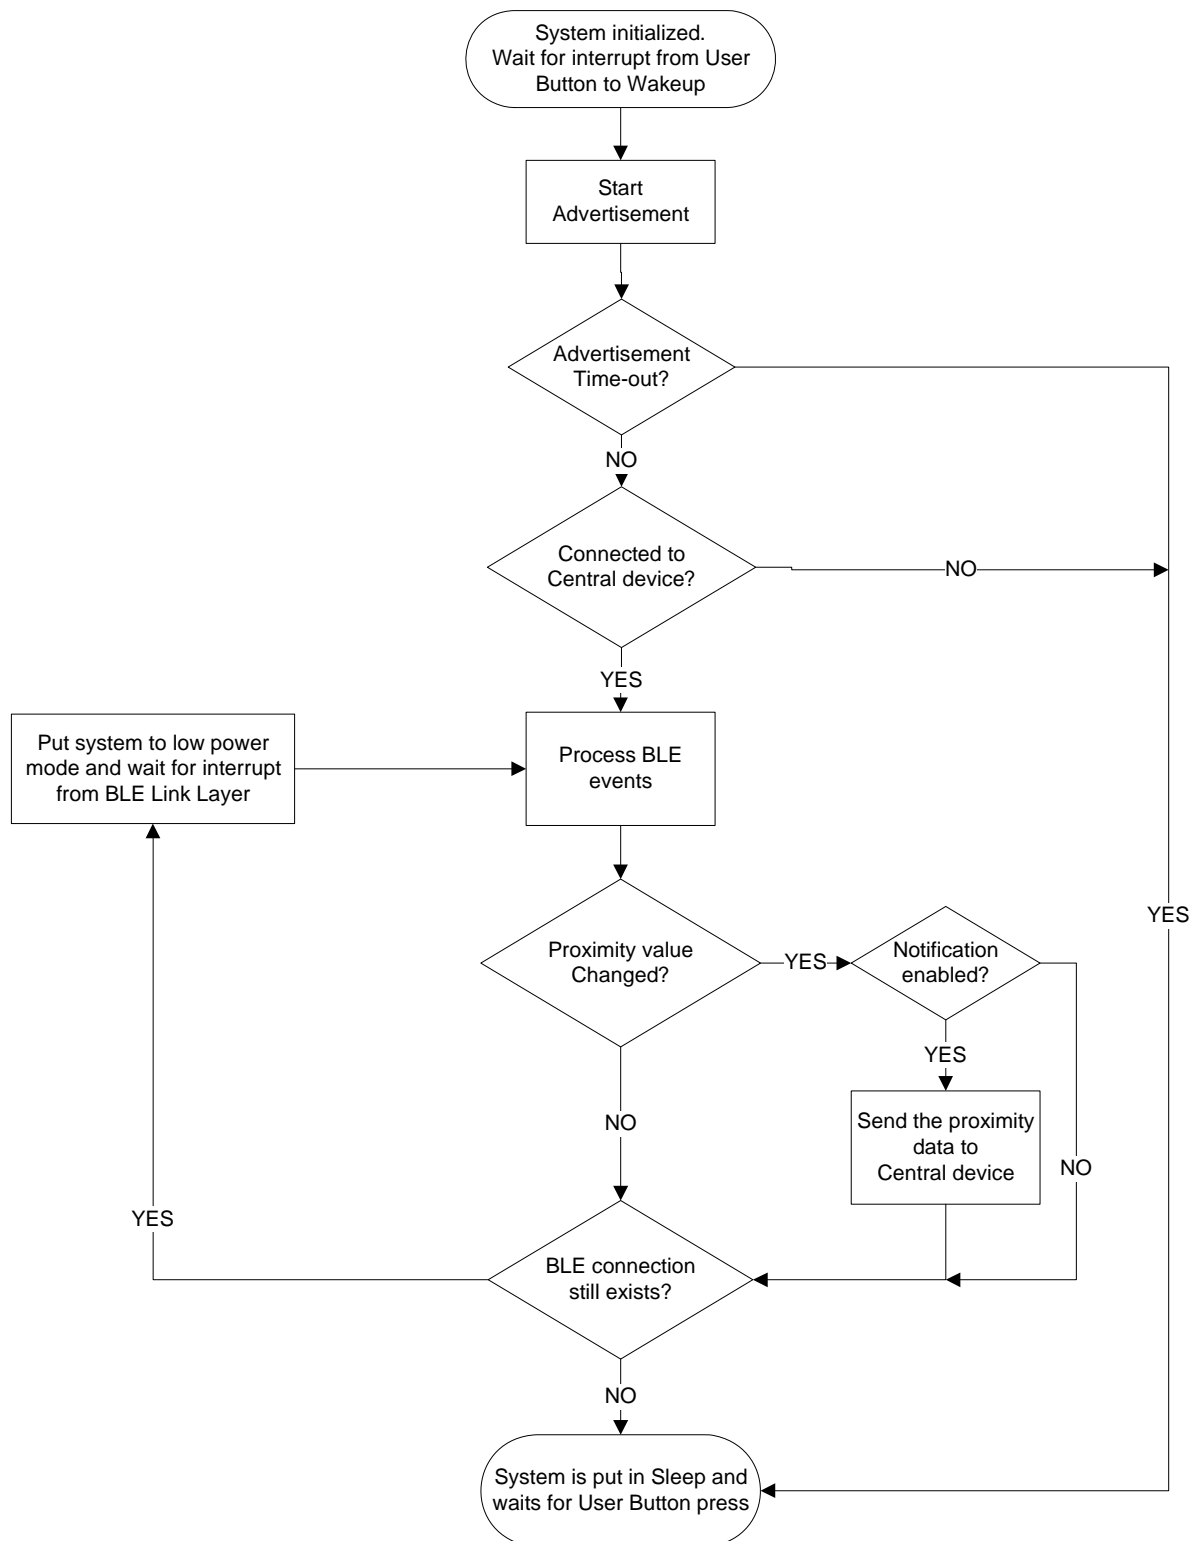 System initialized.
Wait for interrupt from User
Button to Wakeup
Start
Advertisement
Advertisement
Time-out?
NO
Connected to
Central device?
NO
YES
Put system to low power
mode and wait for interrupt
from BLE Link Layer
Process BLE
events
YES
Proximity value
Changed?
YES
Notification
enabled?
YES
NO
Send the proximity
data to
Central device
NO
YES
BLE connection
still exists?
NO
System is put in Sleep and
waits for User Button press